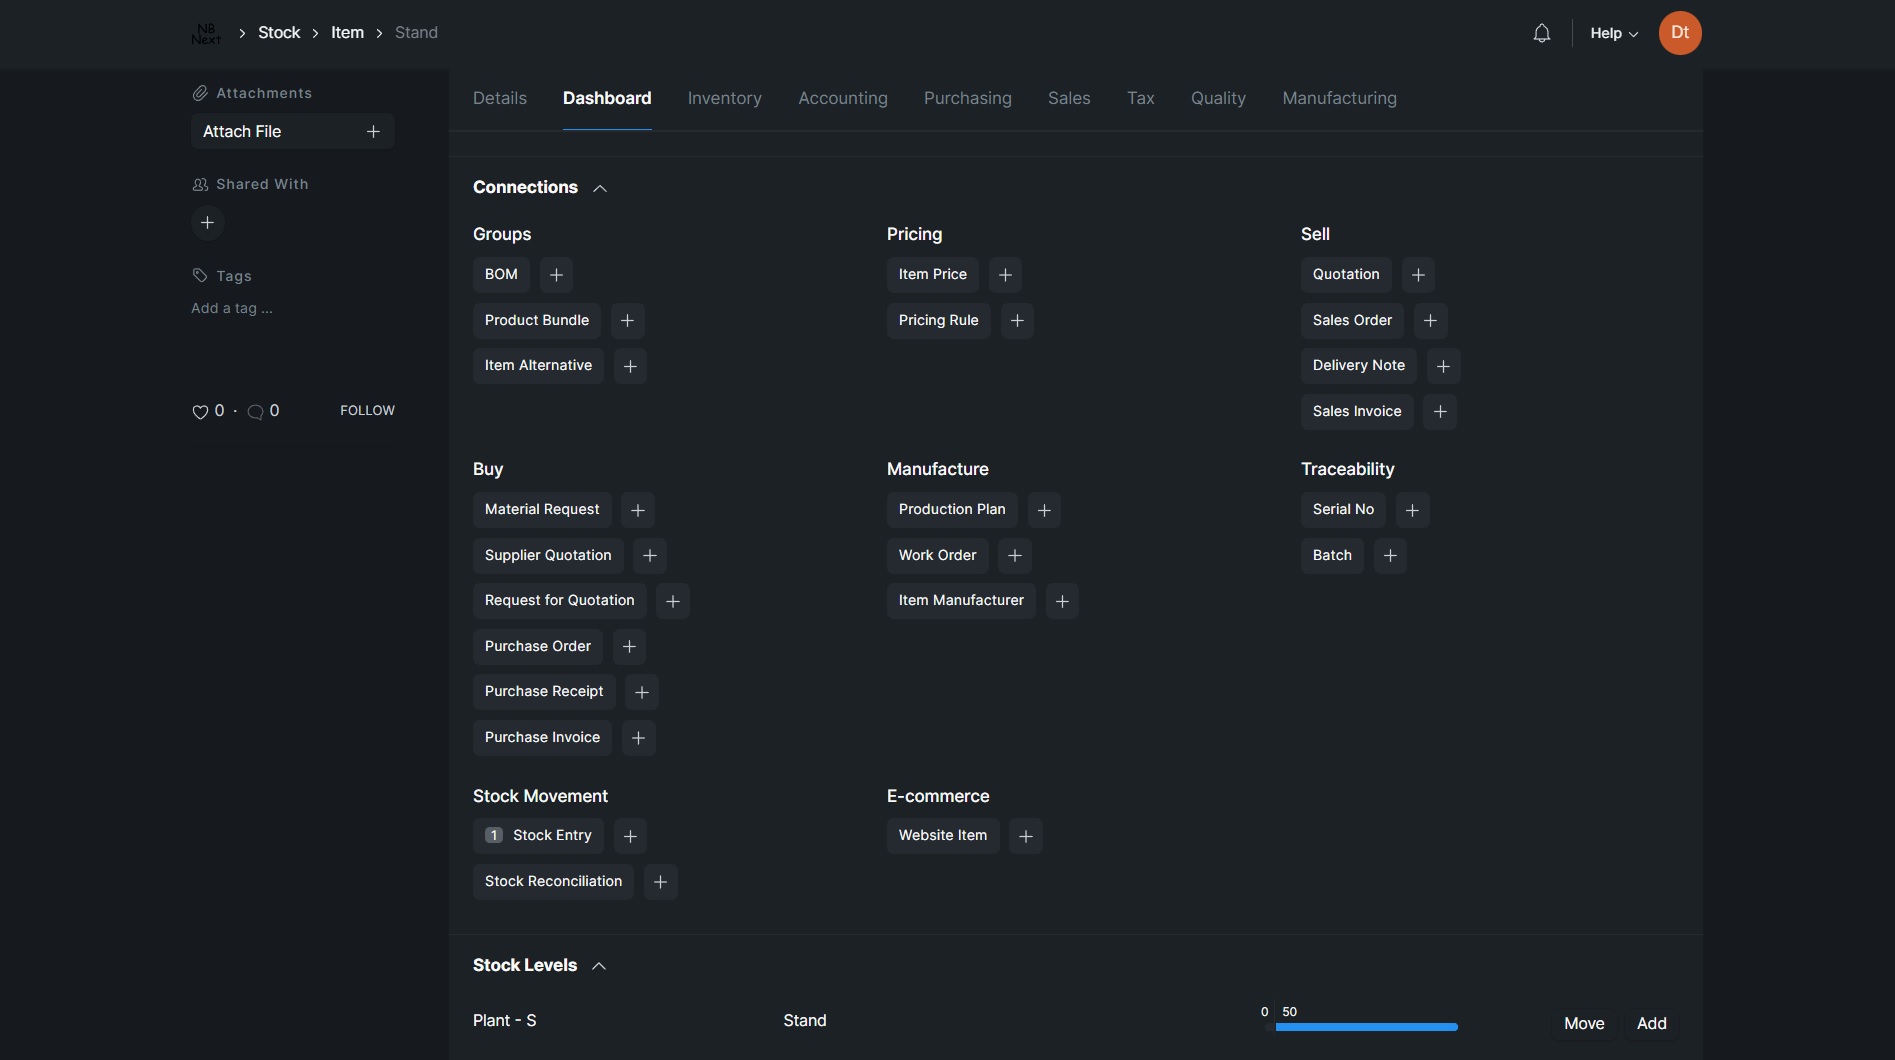 NB Next > Stock > Item > Stand
Help
Dt
Attachments
Attach File +
Shared With
+
Tags
Add a tag ...
0 · 0 FOLLOW
Details Dashboard Inventory Accounting Purchasing Sales Tax Quality Manufacturing
Connections
Groups
BOM +
Product Bundle +
Item Alternative +
Pricing
Item Price +
Pricing Rule +
Sell
Quotation +
Sales Order +
Delivery Note +
Sales Invoice +
Buy
Material Request +
Supplier Quotation +
Request for Quotation +
Purchase Order +
Purchase Receipt +
Purchase Invoice +
Manufacture
Production Plan +
Work Order +
Item Manufacturer +
Traceability
Serial No +
Batch +
Stock Movement
1 Stock Entry +
Stock Reconciliation +
E-commerce
Website Item +
Stock Levels
Plant - S Stand 0 50 Move Add